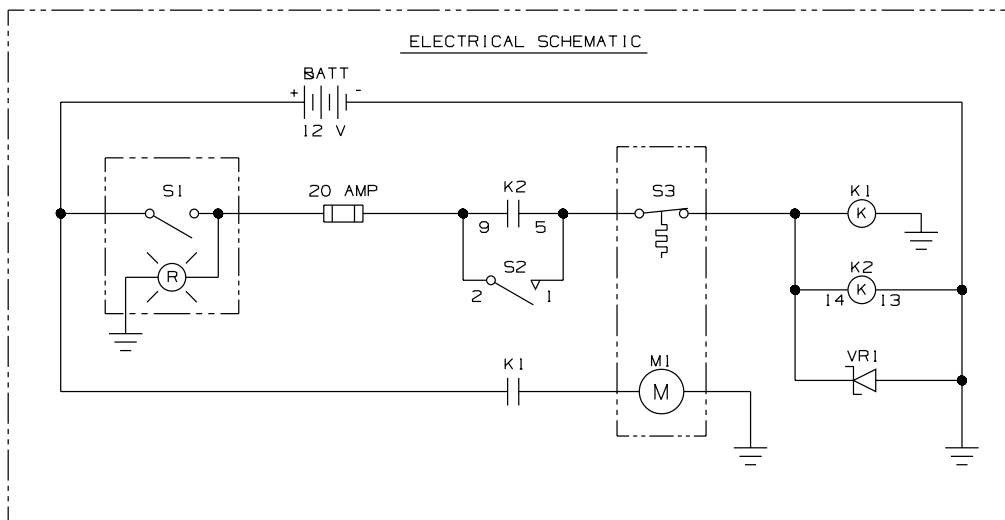 ELECTRICAL SCHEMATIC
BATT
+ -
12 V
S1
20 AMP
K2
9 5
S3
K1
K
R
S2
2 1
K2
14 K 13
K1
M1
M
VR1